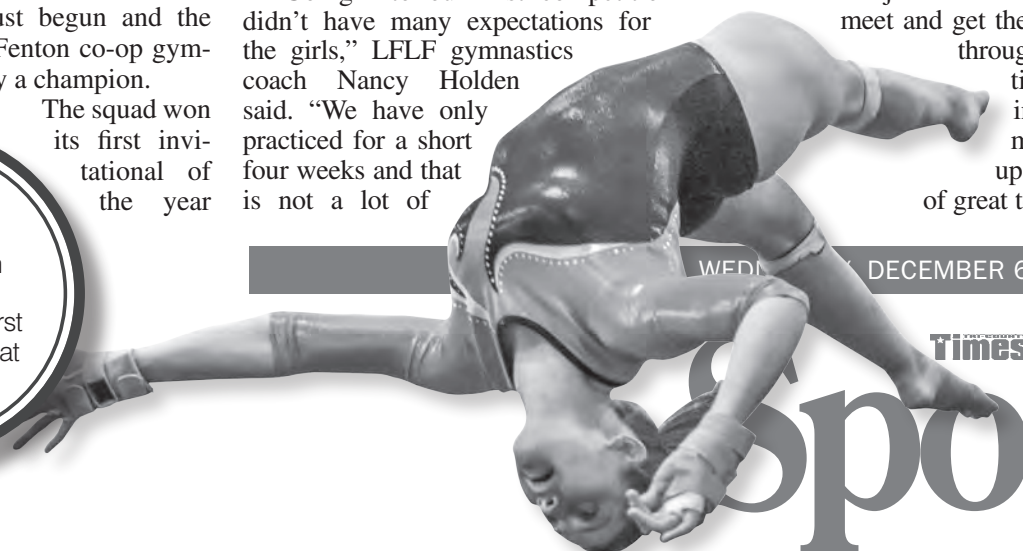 ust begun and the
Fenton co-op gym-
y a champion.
The squad won
its first invi-
tational of
the year
rst
at
didn’t have many expectations for
the girls,” LFLF gymnastics
coach Nancy Holden
said. “We have only
practiced for a short
four weeks and that
is not a lot of
meet and get the
throug
ti
up
of great t
DECEMBER 6
TRI-COUNTY
Times
Spo